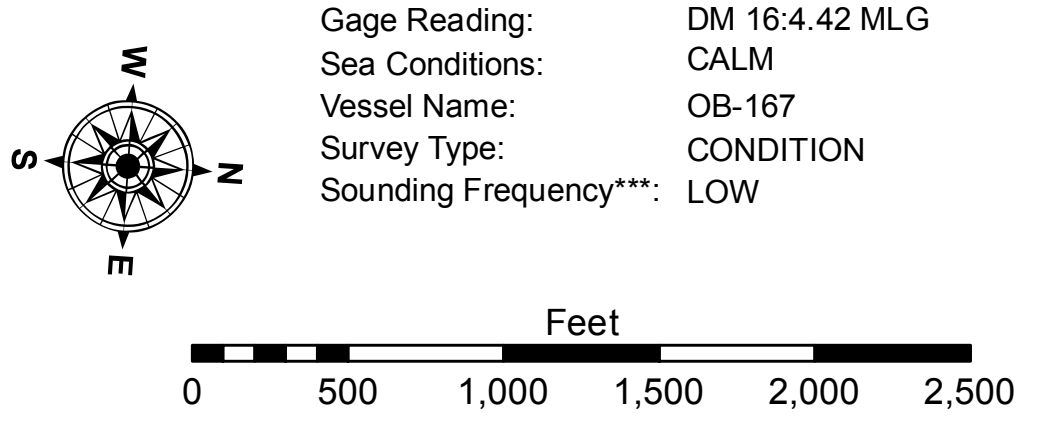 Gage Reading: DM 16:4.42 MLG
Sea Conditions: CALM
Vessel Name: OB-167
Survey Type: CONDITION
Sounding Frequency***: LOW
W
S
N
E
Feet
0 500 1,000 1,500 2,000 2,500